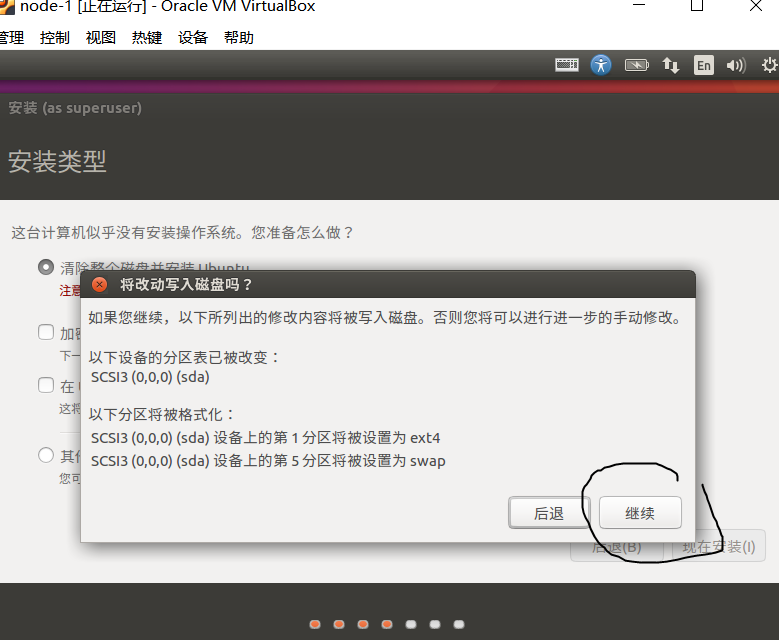 node-1 [正在运行] - Oracle VM VirtualBox
管理 控制 视图 热键 设备 帮助
En
安装 (as superuser)
安装类型
这台计算机似乎没有安装操作系统。您准备怎么做？
清除整个磁盘并安装 Ubuntu
注意
将改动写入磁盘吗？
如果您继续，以下所列出的修改内容将被写入磁盘。否则您将可以进行进一步的手动修改。
加密
下一
以下设备的分区表已被改变：
SCSI3 (0,0,0) (sda)
在
这将
以下分区将被格式化：
SCSI3 (0,0,0) (sda) 设备上的第 1 分区将被设置为 ext4
其他
SCSI3 (0,0,0) (sda) 设备上的第 5 分区将被设置为 swap
您可
后退 继续
后退(B) 现在安装(I)